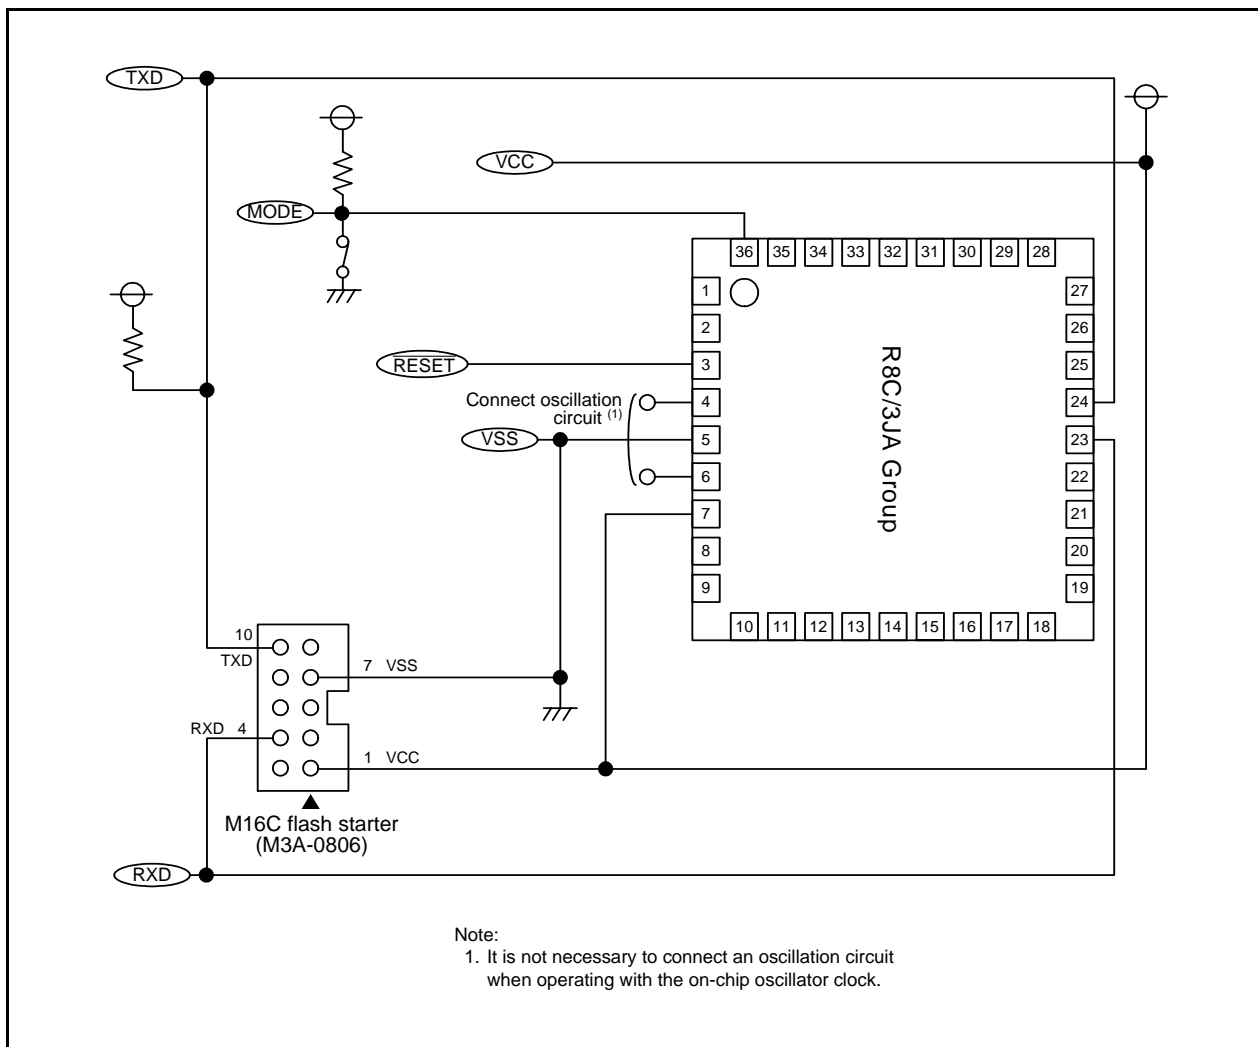 TXD
VCC
MODE
36 35 34 33 32 31 30 29 28
1
2
3
4
5
6
7
8
9
27
26
25
24
23
22
21
20
19
10 11 12 13 14 15 16 17 18
R8C/3JA Group
RESET
Connect oscillation
circuit (1)
VSS
10
TXD
7 VSS
RXD 4
1 VCC
M16C flash starter
(M3A-0806)
RXD
Note:
1. It is not necessary to connect an oscillation circuit
when operating with the on-chip oscillator clock.